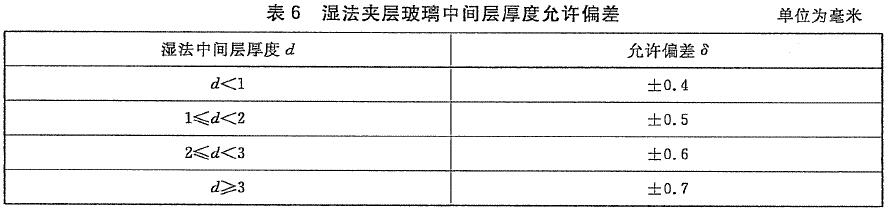 表 6 湿法夹层玻璃中间层厚度允许偏差 单位为毫米
湿法中间层厚度 d 允许偏差 δ
d<1 ±0.4
1≤d<2 ±0.5
2≤d<3 ±0.6
d≥3 ±0.7